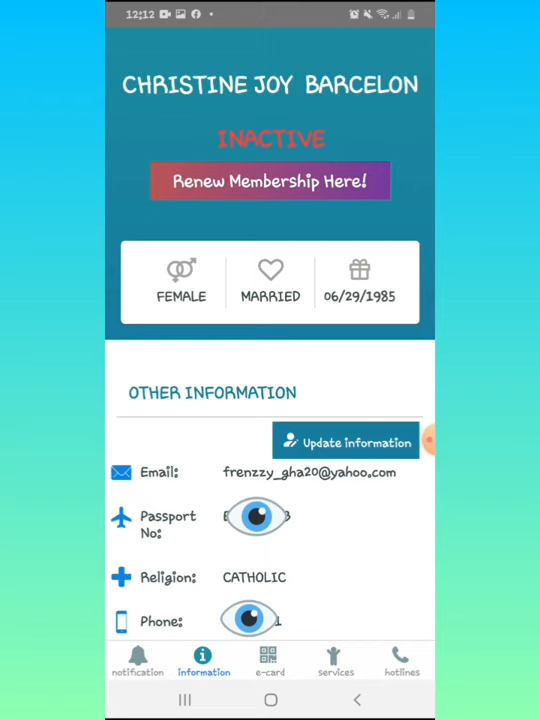 12:12
CHRISTINE JOY BARCELON
INACTIVE
Renew Membership Here!
FEMALE MARRIED 06/29/1985
OTHER INFORMATION
Update information
Email: frenzzy_gha20@yahoo.com
Passport
No:
Religion: CATHOLIC
Phone: 1
notification information e-card services hotlines